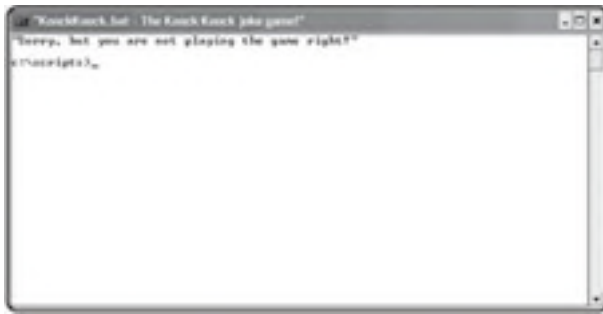 "KnockKnock.bat - The Knock Knock joke game!"
"Sorry, but you are not playing the game right!"
c:\scripts>_